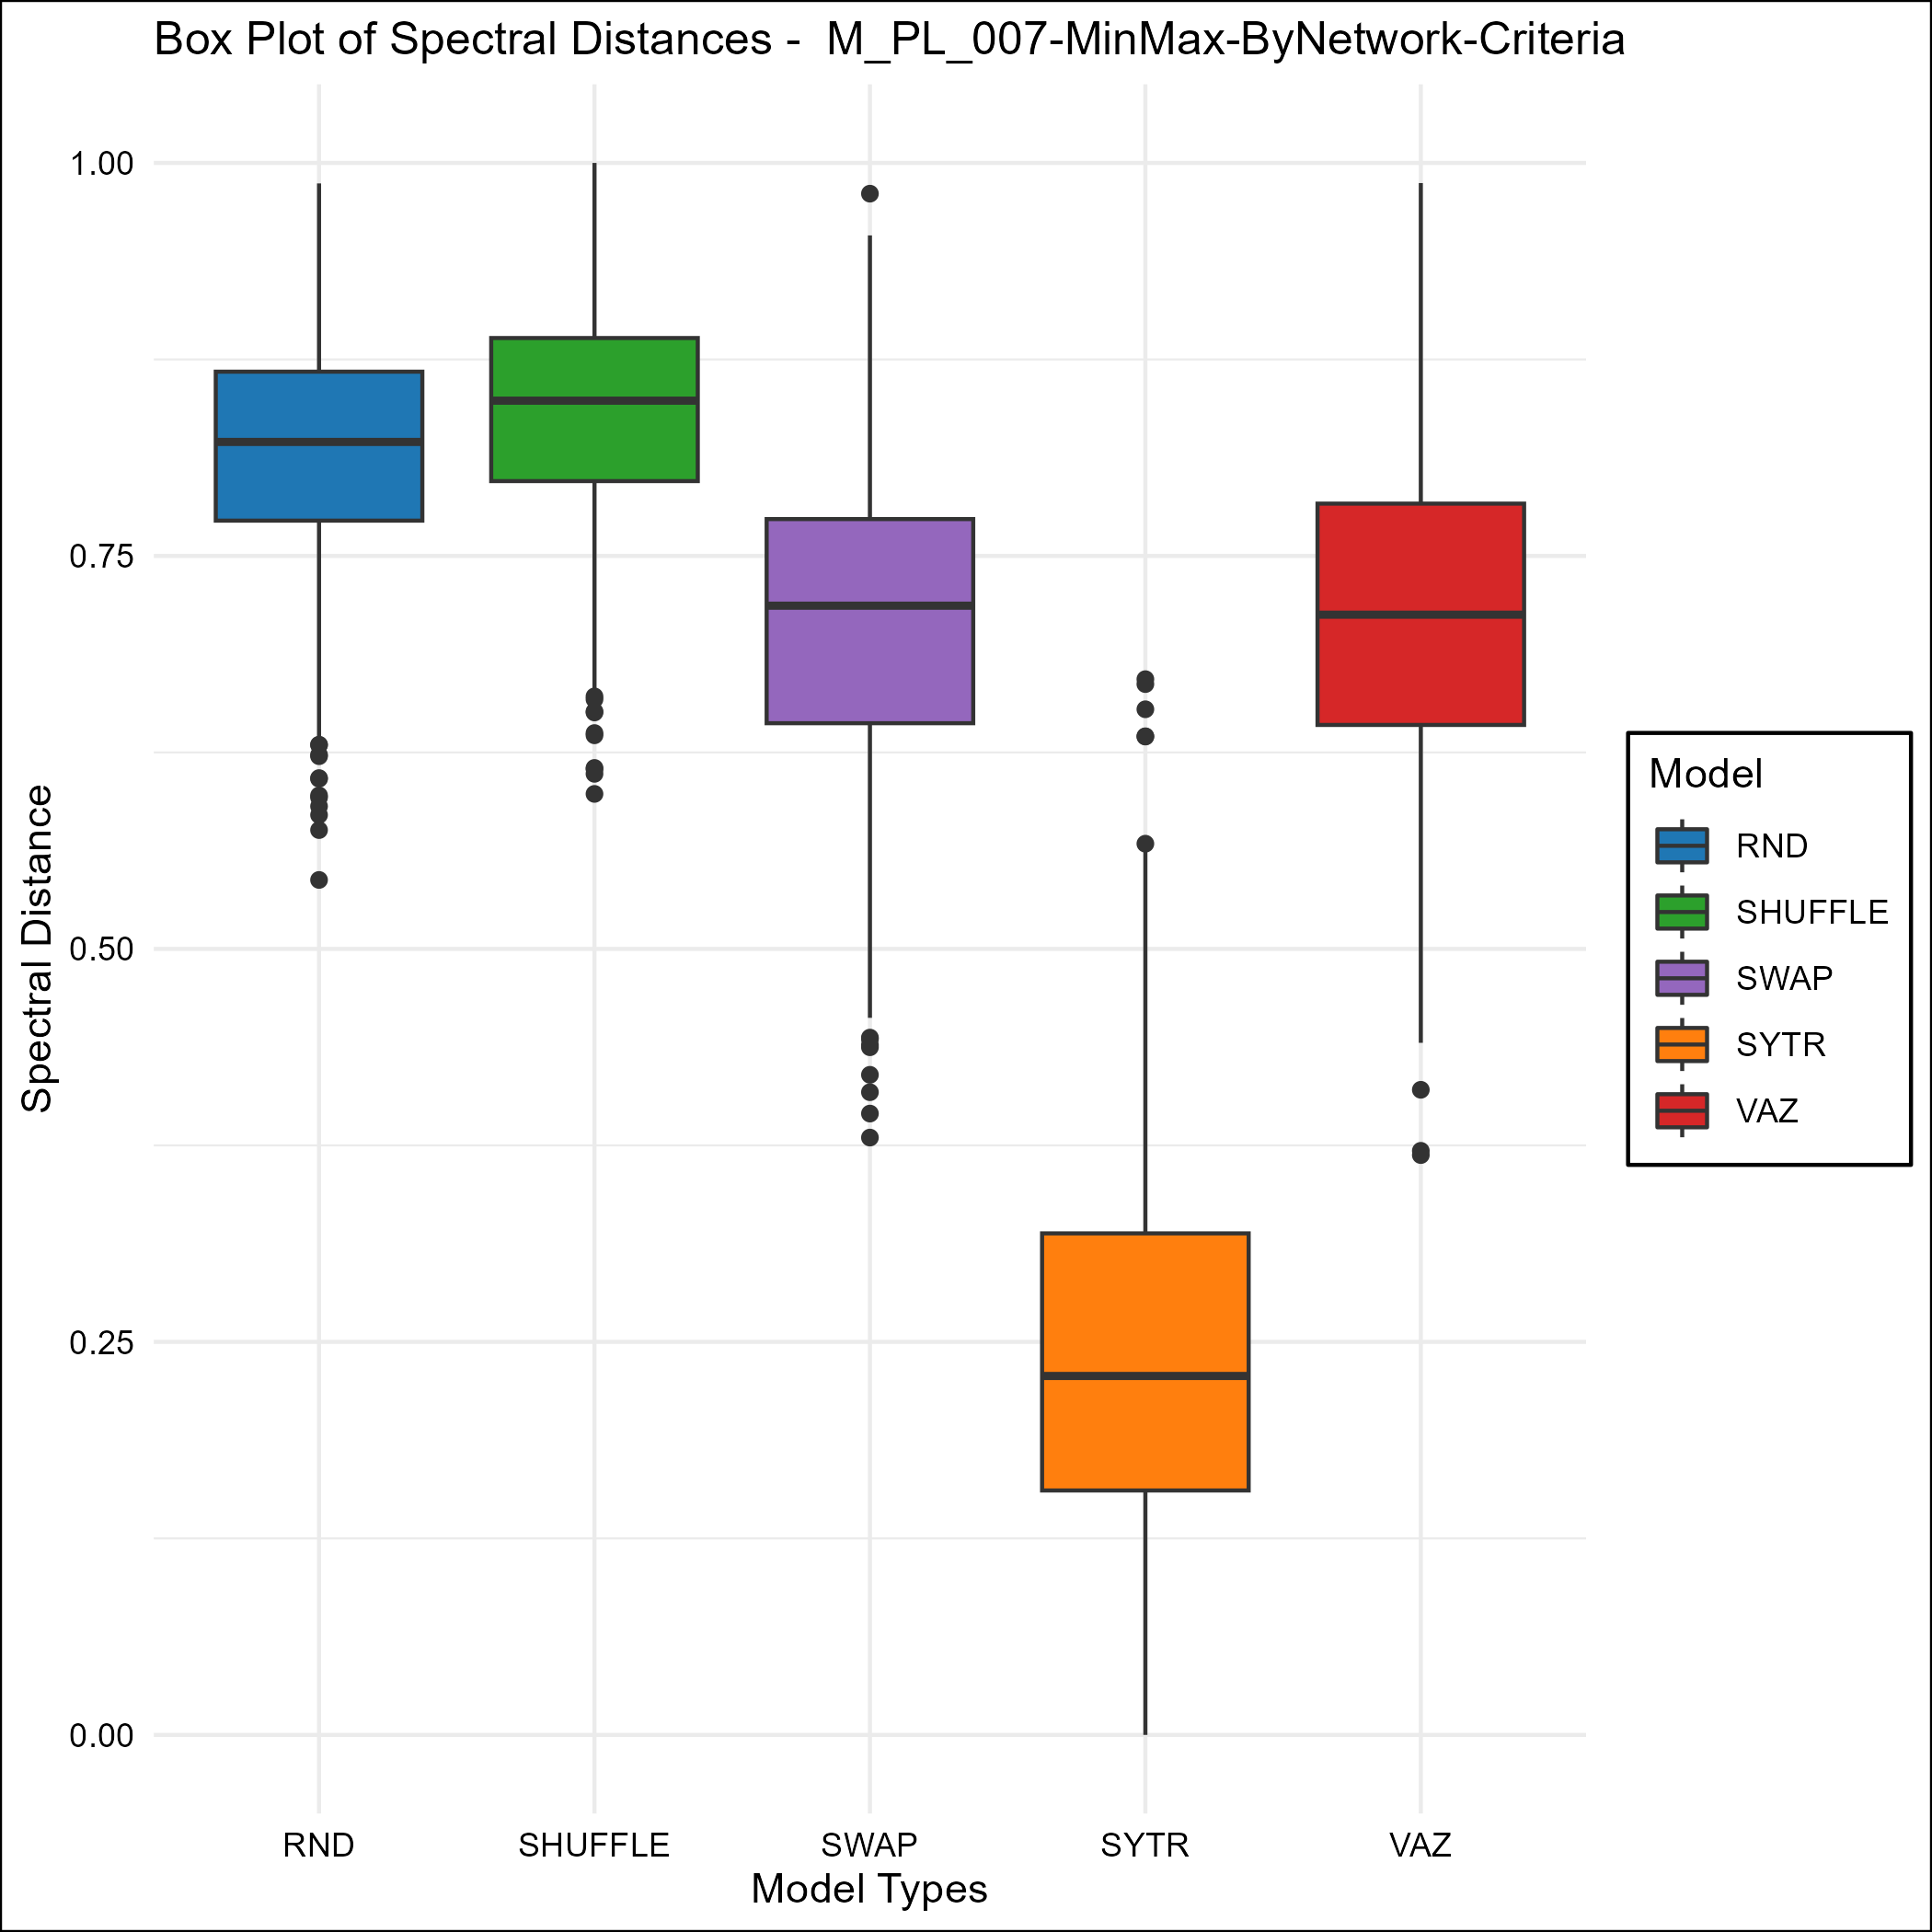 Box Plot of Spectral Distances -  M_PL_007-MinMax-ByNetwork-Criteria
1.00
0.75
0.50
0.25
0.00
Spectral Distance
RND
SHUFFLE
SWAP
SYTR
VAZ
Model Types
Model
RND
SHUFFLE
SWAP
SYTR
VAZ